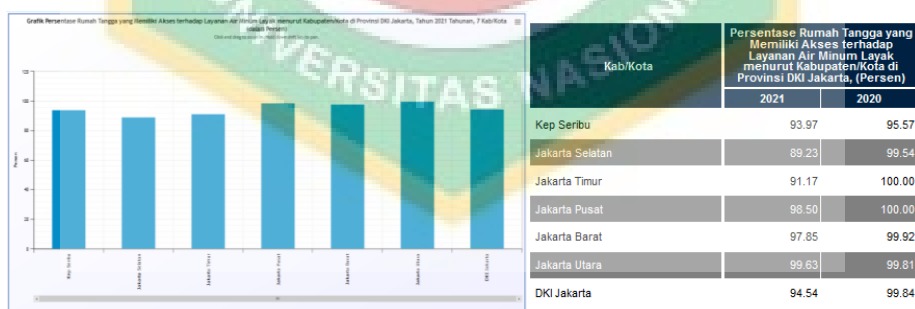 Grafik Persentase Rumah Tangga yang Memiliki Akses terhadap Layanan Air Minum Layak menurut Kabupaten/Kota di Provinsi DKI Jakarta, Tahun 2021 Tahunan, 7 Kab/Kota
(dalam Persen)
120
100
80
60
40
20
0
Persen
Kep Seribu
Jakarta Selatan
Jakarta Timur
Jakarta Pusat
Jakarta Barat
Jakarta Utara
DKI Jakarta
UNIVERSITAS NASIONAL
Kab/Kota
Persentase Rumah Tangga yang
Memiliki Akses terhadap
Layanan Air Minum Layak
menurut Kabupaten/Kota di
Provinsi DKI Jakarta, (Persen)
2021 2020
Kep Seribu 93.97 95.57
Jakarta Selatan 89.23 99.54
Jakarta Timur 91.17 100.00
Jakarta Pusat 98.50 100.00
Jakarta Barat 97.85 99.92
Jakarta Utara 99.63 99.81
DKI Jakarta 94.54 99.84